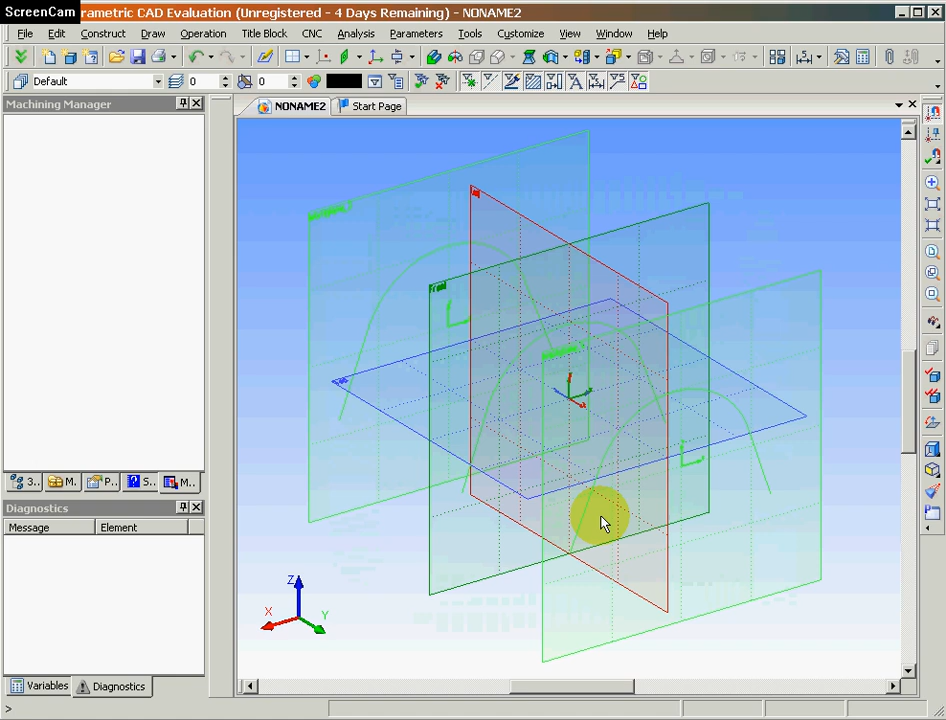 ScreenCam
rametric CAD Evaluation (Unregistered - 4 Days Remaining) - NONAME2
File Edit Construct Draw Operation Title Block CNC Analysis Parameters Tools Customize View Window Help
Default 0 0
Machining Manager
NONAME2 Start Page
3... M. P... S.. M..
Diagnostics
Message Element
Z
X
Y
Variables Diagnostics
>